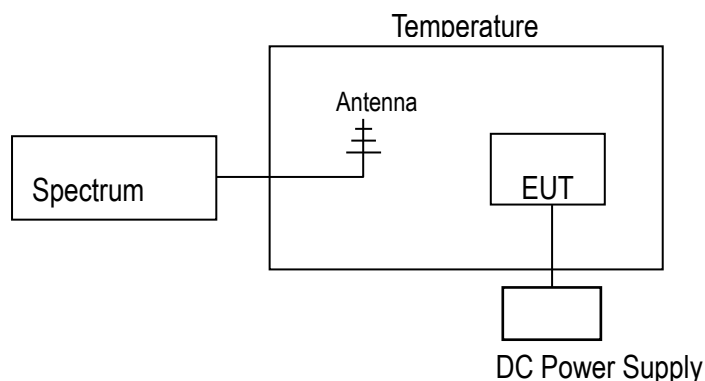 Temperature
Antenna
Spectrum
EUT
DC Power Supply